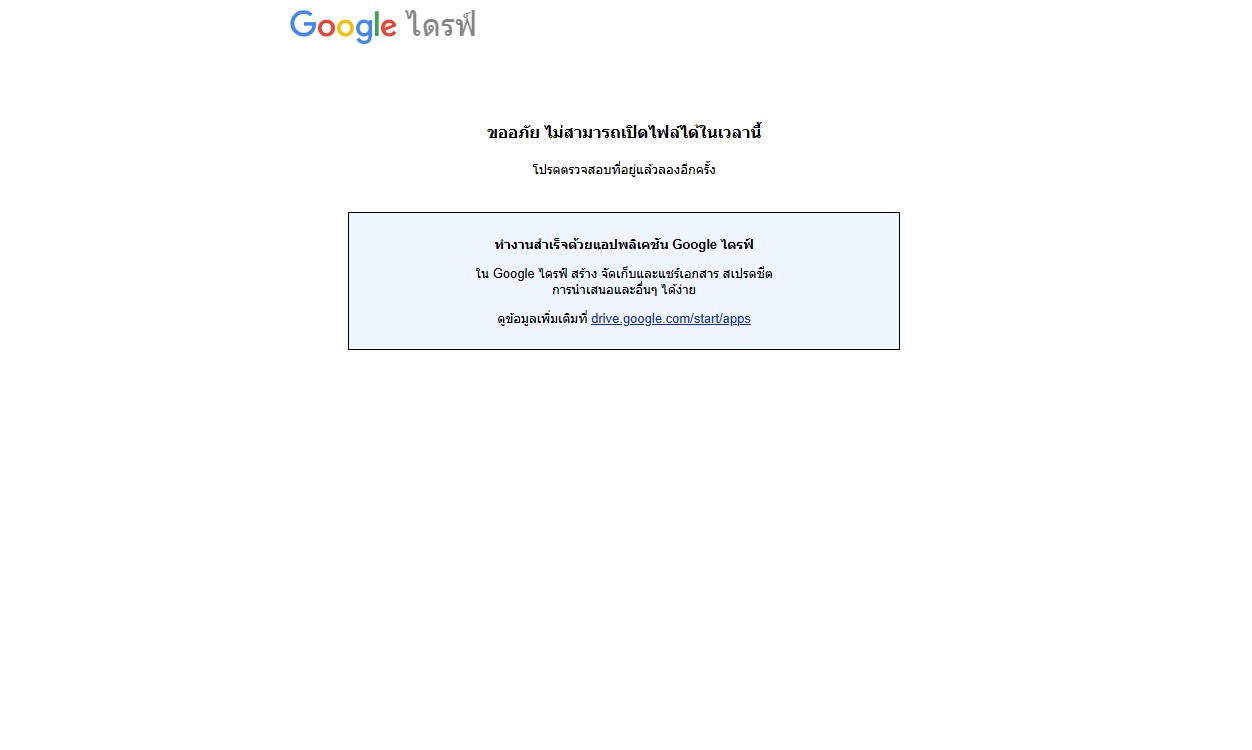 Google ไดรฟ์
ขออภัย ไม่สามารถเปิดไฟล์ได้ในเวลานี้
โปรดตรวจสอบที่อยู่แล้วลองอีกครั้ง
ทำงานสำเร็จด้วยแอปพลิเคชัน Google ไดรฟ์
ใน Google ไดรฟ์ สร้าง จัดเก็บและแชร์เอกสาร สเปรดชีต
การนำเสนอและอื่นๆ ได้ง่าย
ดูข้อมูลเพิ่มเติมที่ drive.google.com/start/apps